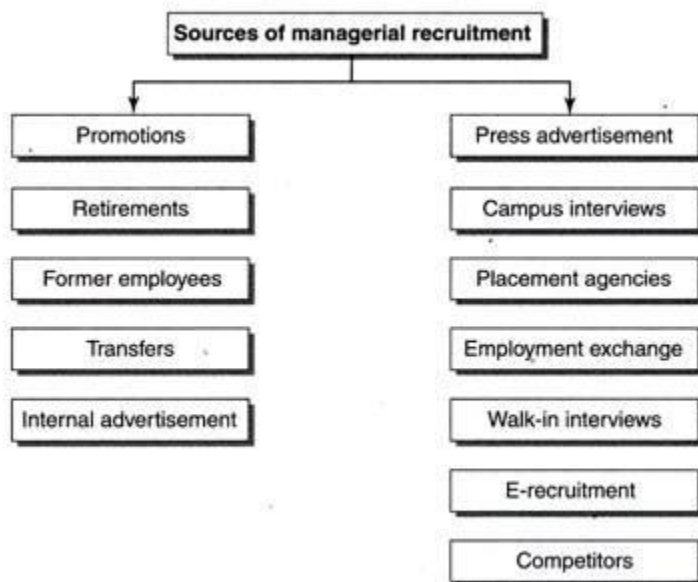 Sources of managerial recruitment
Promotions
Retirements
Former employees
Transfers
Internal advertisement
Press advertisement
Campus interviews
Placement agencies
Employment exchange
Walk-in interviews
E-recruitment
Competitors